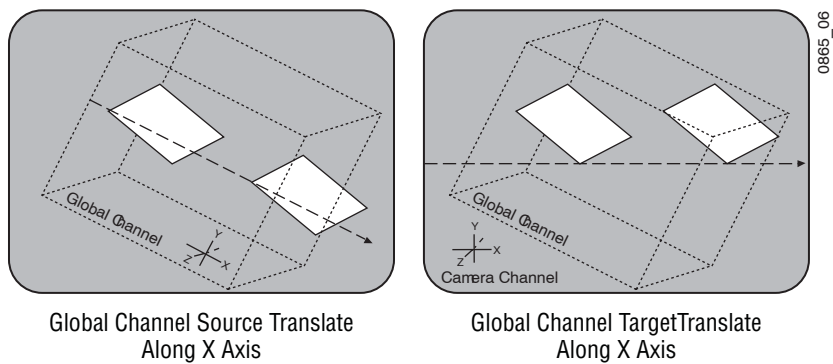 0865_06
Global Channel
Y
Z X
Global Channel
Y
Z X
Camera Channel
Global Channel Source Translate
Along X Axis
Global Channel TargetTranslate
Along X Axis